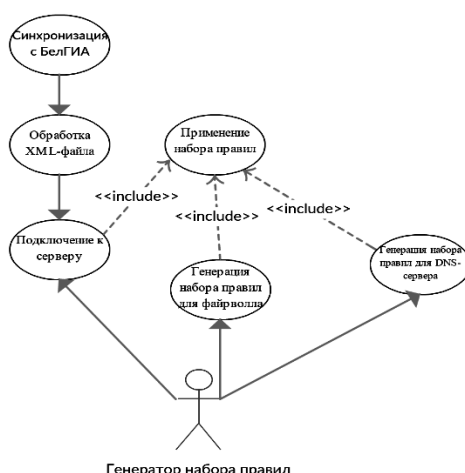 Синхронизация
с БелГИА
Обработка
XML-файла
Применение
набора правил
<<include>>
<<include>>
<<include>>
Подключение к
серверу
Генерация
набора правил
для файрволла
Генерация набора
правил для DNS-
сервера
Генератор набора правил